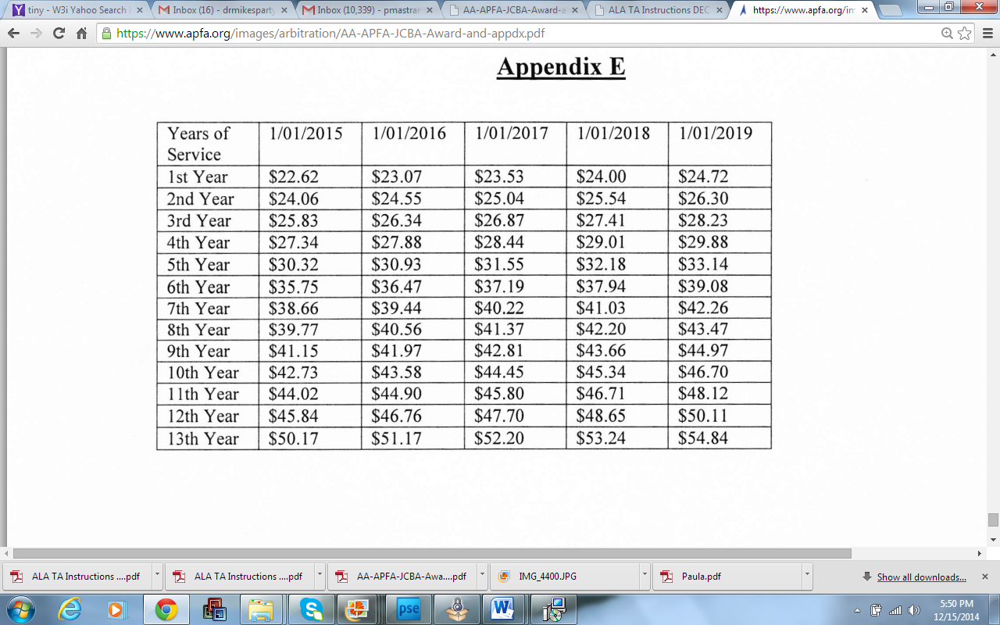 tiny - W3i Yahoo Search
Inbox (16) - drmikesparty
Inbox (10,339) - pmastrar
AA-APFA-JCBA-Award-a
ALA TA Instructions DEC
https://www.apfa.org/im
https://www.apfa.org/images/arbitration/AA-APFA-JCBA-Award-and-appdx.pdf
Appendix E
Years of Service 1/01/2015 1/01/2016 1/01/2017 1/01/2018 1/01/2019
1st Year $22.62 $23.07 $23.53 $24.00 $24.72
2nd Year $24.06 $24.55 $25.04 $25.54 $26.30
3rd Year $25.83 $26.34 $26.87 $27.41 $28.23
4th Year $27.34 $27.88 $28.44 $29.01 $29.88
5th Year $30.32 $30.93 $31.55 $32.18 $33.14
6th Year $35.75 $36.47 $37.19 $37.94 $39.08
7th Year $38.66 $39.44 $40.22 $41.03 $42.26
8th Year $39.77 $40.56 $41.37 $42.20 $43.47
9th Year $41.15 $41.97 $42.81 $43.66 $44.97
10th Year $42.73 $43.58 $44.45 $45.34 $46.70
11th Year $44.02 $44.90 $45.80 $46.71 $48.12
12th Year $45.84 $46.76 $47.70 $48.65 $50.11
13th Year $50.17 $51.17 $52.20 $53.24 $54.84
ALA TA Instructions ....pdf
ALA TA Instructions ....pdf
AA-APFA-JCBA-Awa....pdf
IMG_4400.JPG
Paula.pdf
Show all downloads...
pse
5:50 PM
12/15/2014